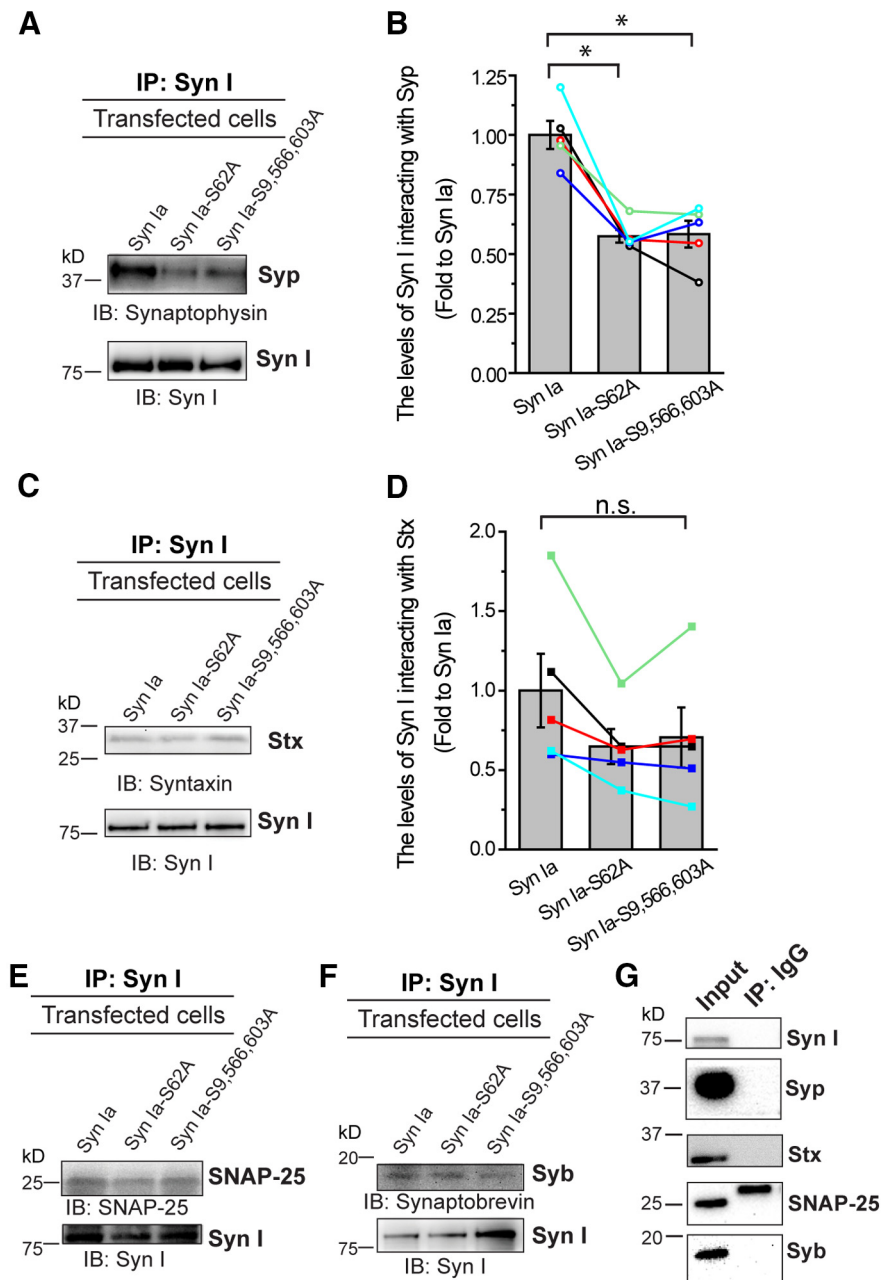 A
IP: Syn I
Transfected cells
Syn Ia
Syn Ia-S62A
Syn Ia-S9,566,603A
kD
37
Syp
IB: Synaptophysin
75
Syn I
IB: Syn I
B
*
*
The levels of Syn I interacting with Syp
(Fold to Syn Ia)
1.25
1.00
0.75
0.50
0.25
0.00
Syn Ia
Syn Ia-S62A
Syn Ia-S9,566,603A
C
IP: Syn I
Transfected cells
Syn Ia
Syn Ia-S62A
Syn Ia-S9,566,603A
kD
37
25
Stx
IB: Syntaxin
75
Syn I
IB: Syn I
D
n.s.
The levels of Syn I interacting with Stx
(Fold to Syn Ia)
2.0
1.5
1.0
0.5
0.0
Syn Ia
Syn Ia-S62A
Syn Ia-S9,566,603A
E
IP: Syn I
Transfected cells
Syn Ia
Syn Ia-S62A
Syn Ia-S9,566,603A
kD
25
SNAP-25
IB: SNAP-25
75
Syn I
IB: Syn I
F
IP: Syn I
Transfected cells
Syn Ia
Syn Ia-S62A
Syn Ia-S9,566,603A
kD
20
Syb
IB: Synaptobrevin
75
Syn I
IB: Syn I
G
Input
IP: IgG
kD
75
Syn I
37
Syp
37
Stx
25
SNAP-25
20
Syb